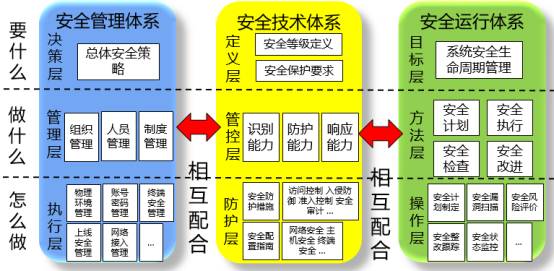 安全管理体系
安全技术体系
安全运行体系
要什么
决策层
总体安全策
略
定义层
安全等级定义
安全保护要求
目标层
系统安全生
命周期管理
做什么
管理层
组织
管理
人员
管理
制度
管理
管控层
识别
能力
防护
能力
响应
能力
方法层
安全
计划
安全
执行
安全
检查
安全
改进
相互配合
相互配合
怎么做
执行层
物理
环境
管理
账号
密码
管理
终端
安全
管理
上线
安全
管理
网络
接入
管理
...
防护层
安全防
护措施
访问控制 入侵防
御 准入控制 安全
审计 ...
安全配
置指南
网络安全 主
机安全 终端
安全 ...
操作层
安全计
划制定
安全漏
洞扫描
安全风
险评价
安全整
改跟踪
安全状
态监控
...